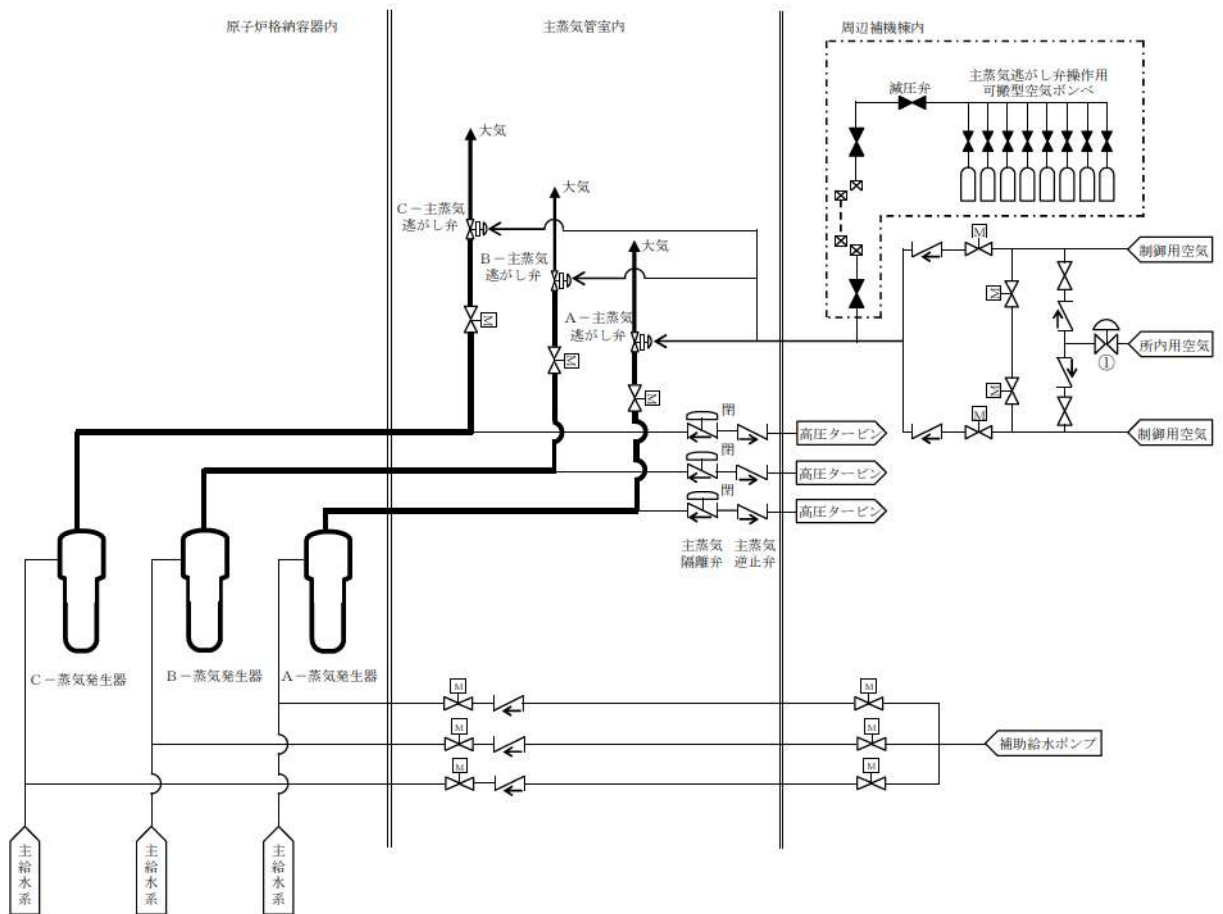 原子炉格納容器内
主蒸気管室内
周辺補機棟内
主蒸気逃がし弁操作用
可搬型空気ボンベ
減圧弁
大気
大気
C－主蒸気
逃がし弁
大気
B－主蒸気
逃がし弁
M
制御用空気
M
M
A－主蒸気
逃がし弁
M
所内用空気
①
M
M
M
M
制御用空気
閉
高圧タービン
閉
高圧タービン
閉
高圧タービン
主蒸気
隔離弁
主蒸気
逆止弁
C－蒸気発生器
B－蒸気発生器
A－蒸気発生器
M
M
M
M
補助給水ポンプ
M
M
主給水系
主給水系
主給水系